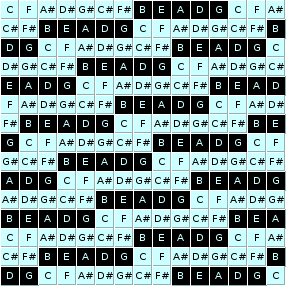 C F A# D# G# C# F# B E A D G C F A#
C# F# B E A D G C F A# D# G# C# F# B
D G C F A# D# G# C# F# B E A D G C
D# G# C# F# B E A D G C F A# D# G# C#
E A D G C F A# D# G# C# F# B E A D
F A# D# G# C# F# B E A D G C F A# D#
F# B E A D G C F A# D# G# C# F# B E
G C F A# D# G# C# F# B E A D G C F
G# C# F# B E A D G C F A# D# G# C# F#
A D G C F A# D# G# C# F# B E A D G
A# D# G# C# F# B E A D G C F A# D# G#
B E A D G C F A# D# G# C# F# B E A
C F A# D# G# C# F# B E A D G C F A#
C# F# B E A D G C F A# D# G# C# F# B
D G C F A# D# G# C# F# B E A D G C